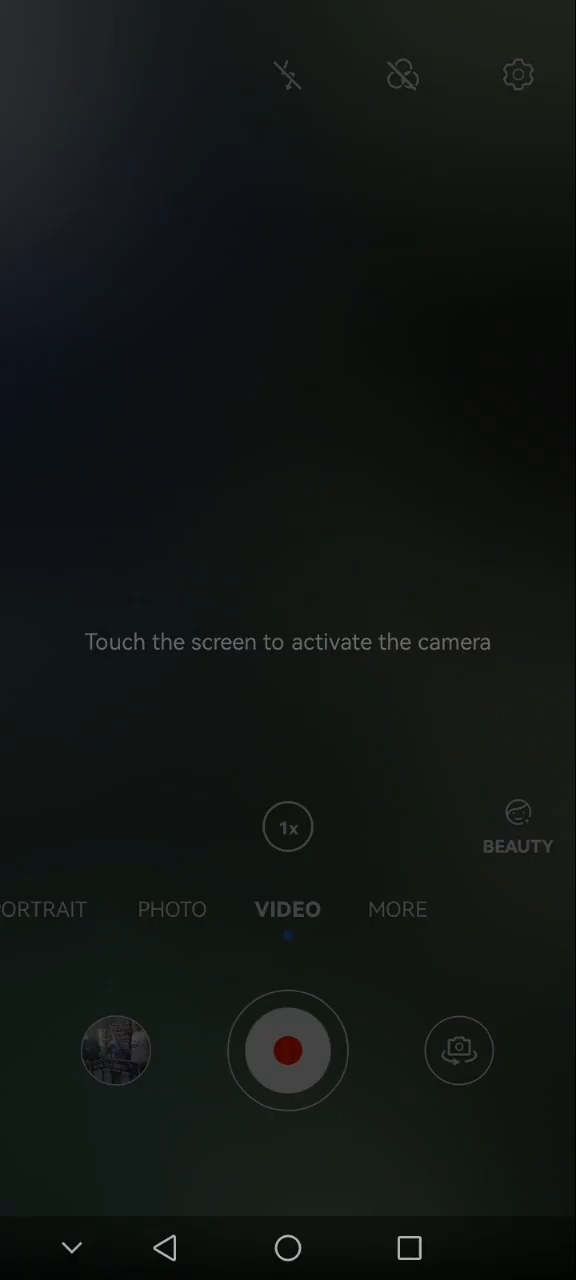 Touch the screen to activate the camera
1x
BEAUTY
ORTRAIT PHOTO VIDEO MORE